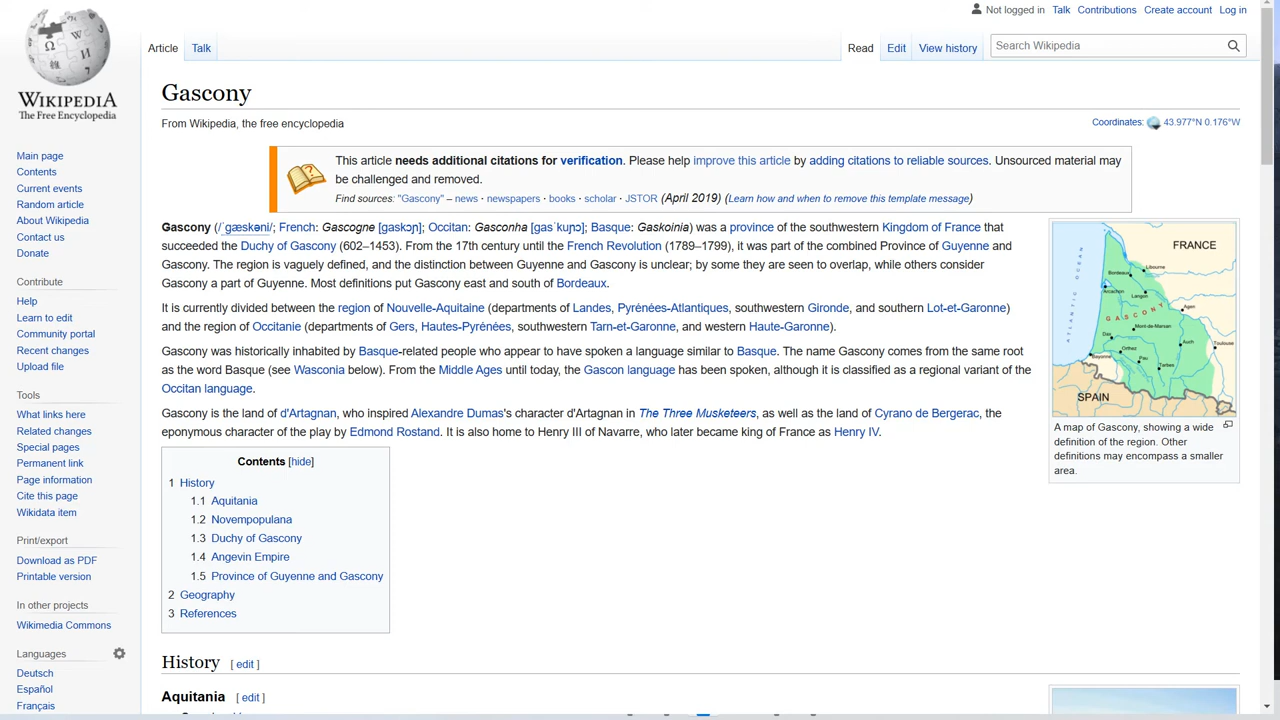 Not logged in Talk Contributions Create account Log in
Article Talk Read Edit View history Search Wikipedia
WIKIPEDIA
The Free Encyclopedia
Main page
Contents
Current events
Random article
About Wikipedia
Contact us
Donate
Contribute
Help
Learn to edit
Community portal
Recent changes
Upload file
Tools
What links here
Related changes
Special pages
Permanent link
Page information
Cite this page
Wikidata item
Print/export
Download as PDF
Printable version
In other projects
Wikimedia Commons
Languages
Deutsch
Español
Français
Gascony
From Wikipedia, the free encyclopedia
Coordinates: 43.977°N 0.176°W
This article needs additional citations for verification. Please help improve this article by adding citations to reliable sources. Unsourced material may
be challenged and removed.
Find sources: "Gascony" – news · newspapers · books · scholar · JSTOR (April 2019) (Learn how and when to remove this template message)
Gascony (/ˈɡæskəni/; French: Gascogne [ɡaskɔɲ]; Occitan: Gasconha [ɡasˈkuɲɔ]; Basque: Gaskoinia) was a province of the southwestern Kingdom of France that
succeeded the Duchy of Gascony (602–1453). From the 17th century until the French Revolution (1789–1799), it was part of the combined Province of Guyenne and
Gascony. The region is vaguely defined, and the distinction between Guyenne and Gascony is unclear; by some they are seen to overlap, while others consider
Gascony a part of Guyenne. Most definitions put Gascony east and south of Bordeaux.
It is currently divided between the region of Nouvelle-Aquitaine (departments of Landes, Pyrénées-Atlantiques, southwestern Gironde, and southern Lot-et-Garonne)
and the region of Occitanie (departments of Gers, Hautes-Pyrénées, southwestern Tarn-et-Garonne, and western Haute-Garonne).
Gascony was historically inhabited by Basque-related people who appear to have spoken a language similar to Basque. The name Gascony comes from the same root
as the word Basque (see Wasconia below). From the Middle Ages until today, the Gascon language has been spoken, although it is classified as a regional variant of the
Occitan language.
Gascony is the land of d'Artagnan, who inspired Alexandre Dumas's character d'Artagnan in The Three Musketeers, as well as the land of Cyrano de Bergerac, the
eponymous character of the play by Edmond Rostand. It is also home to Henry III of Navarre, who later became king of France as Henry IV.
FRANCE
ATLANTIC OCEAN
Libourne
Bordeaux
Arcachon
Langon
Agen
GASCONY
Mont-de-Marsan
Dax
Auch
Toulouse
Orthez
Bayonne
Pau
Tarbes
SPAIN
A map of Gascony, showing a wide
definition of the region. Other
definitions may encompass a smaller
area.
Contents [hide]
1 History
1.1 Aquitania
1.2 Novempopulana
1.3 Duchy of Gascony
1.4 Angevin Empire
1.5 Province of Guyenne and Gascony
2 Geography
3 References
History [ edit ]
Aquitania [ edit ]